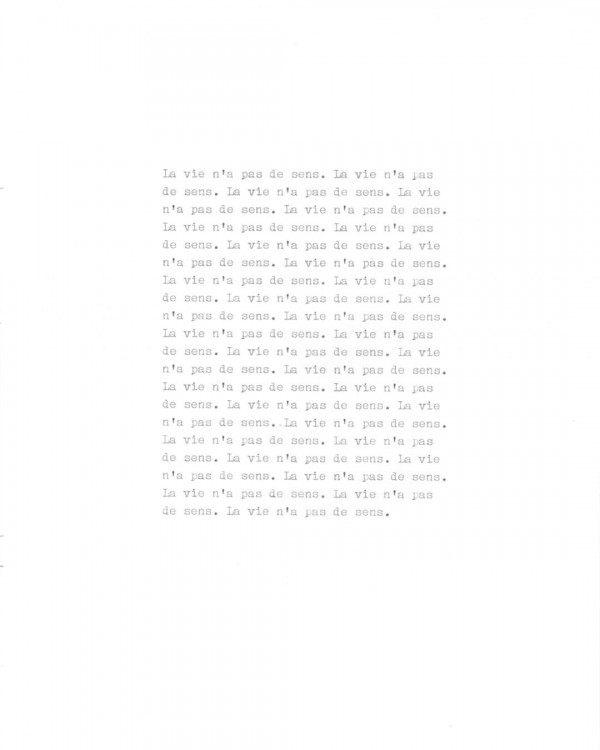 La vie n'a pas de sens. La vie n'a pas
de sens. La vie n'a pas de sens. La vie
n'a pas de sens. La vie n'a pas de sens.
La vie n'a pas de sens. La vie n'a pas
de sens. La vie n'a pas de sens. La vie
n'a pas de sens. La vie n'a pas de sens.
La vie n'a pas de sens. La vie n'a pas
de sens. La vie n'a pas de sens. La vie
n'a pas de sens. La vie n'a pas de sens.
La vie n'a pas de sens. La vie n'a pas
de sens. La vie n'a pas de sens. La vie
n'a pas de sens. La vie n'a pas de sens.
La vie n'a pas de sens. La vie n'a pas
de sens. La vie n'a pas de sens. La vie
n'a pas de sens..La vie n'a pas de sens.
La vie n'a pas de sens. La vie n'a pas
de sens. La vie n'a pas de sens. La vie
n'a pas de sens. La vie n'a pas de sens.
La vie n'a pas de sens. La vie n'a pas
de sens. La vie n'a pas de sens.